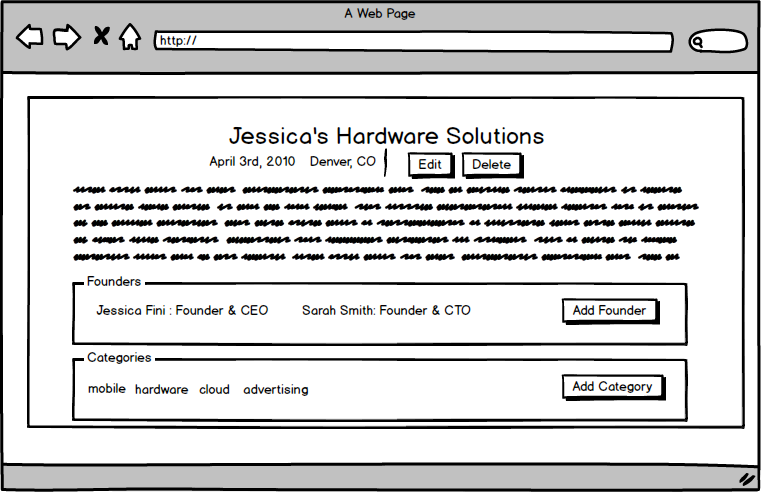 A Web Page
http://
Jessica's Hardware Solutions
April 3rd, 2010 Denver, CO Edit Delete
Founders
Jessica Fini : Founder & CEO Sarah Smith: Founder & CTO Add Founder
Categories
mobile hardware cloud advertising Add Category